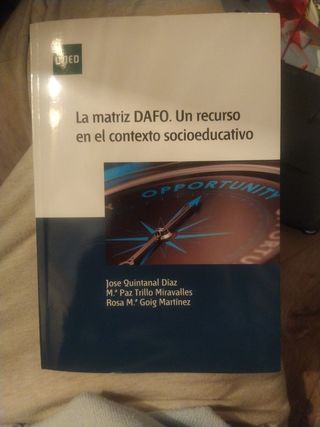 UNED
La matriz DAFO. Un recurso
en el contexto socioeducativo
OPPORTUNITY
Jose Quintanal Díaz
M.ª Paz Trillo Miravalles
Rosa M.ª Goig Martínez